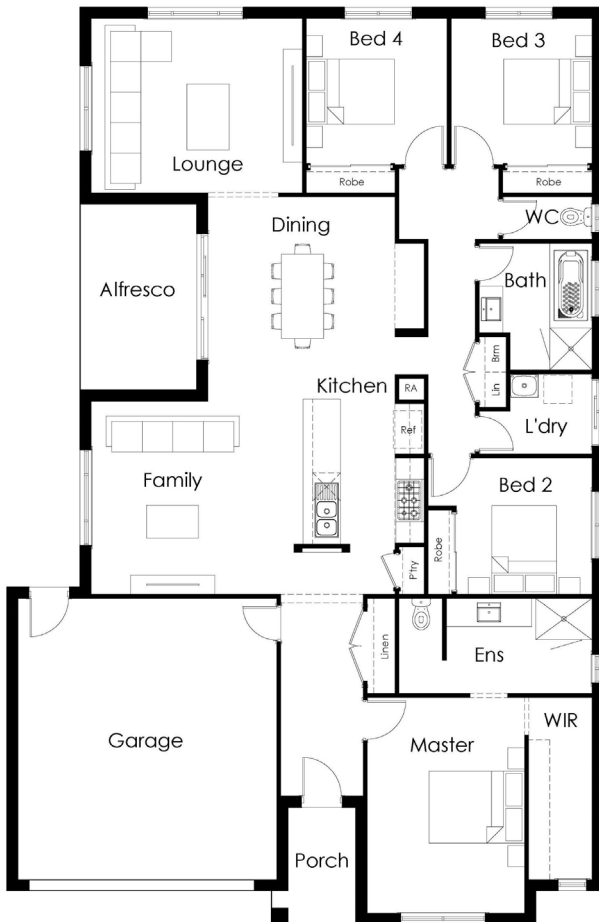 Bed 4
Bed 3
Lounge
Robe
Robe
WC
Dining
Bath
Alfresco
Brm
Lin
Kitchen
RA
Ref
L'dry
Family
Bed 2
Robe
P'try
Linen
Ens
Garage
Master
WIR
Porch